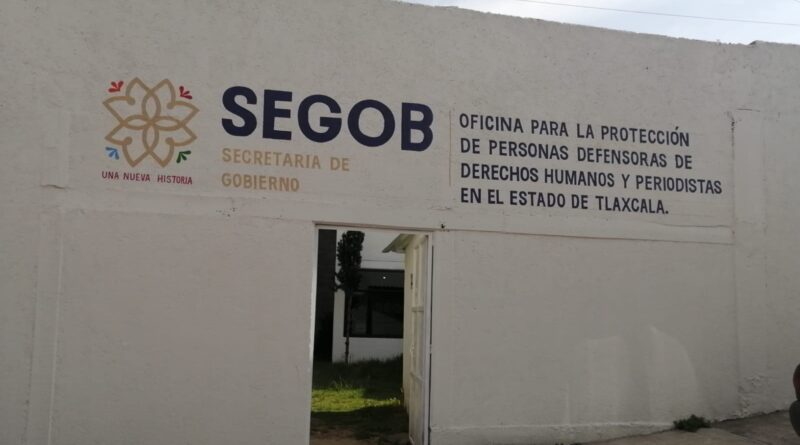 UNA NUEVA HISTORIA
SEGOB
SECRETARIA DE
GOBIERNO
OFICINA PARA LA PROTECCIÓN
DE PERSONAS DEFENSORAS DE
DERECHOS HUMANOS Y PERIODISTAS
EN EL ESTADO DE TLAXCALA.